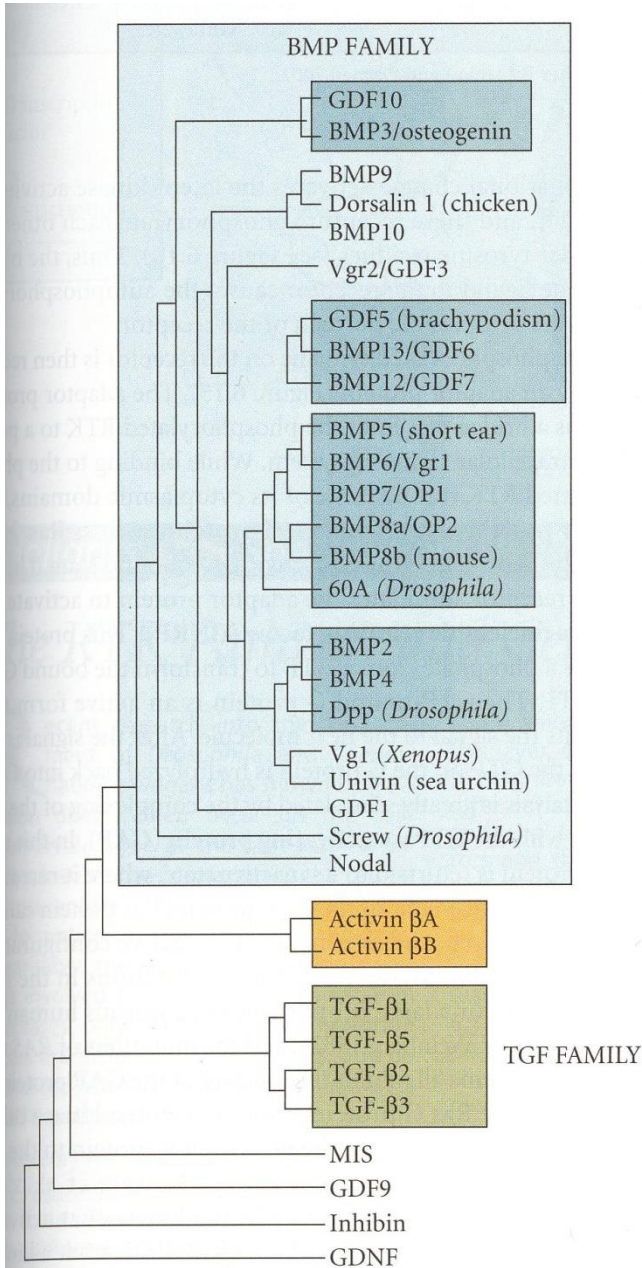 BMP FAMILY
GDF10
BMP3/osteogenin
BMP9
Dorsalin 1 (chicken)
BMP10
Vgr2/GDF3
GDF5 (brachypodism)
BMP13/GDF6
BMP12/GDF7
BMP5 (short ear)
BMP6/Vgr1
BMP7/OP1
BMP8a/OP2
BMP8b (mouse)
60A (Drosophila)
BMP2
BMP4
Dpp (Drosophila)
Vg1 (Xenopus)
Univin (sea urchin)
GDF1
Screw (Drosophila)
Nodal
Activin βA
Activin βB
TGF-β1
TGF-β5
TGF FAMILY
TGF-β2
TGF-β3
MIS
GDF9
Inhibin
GDNF